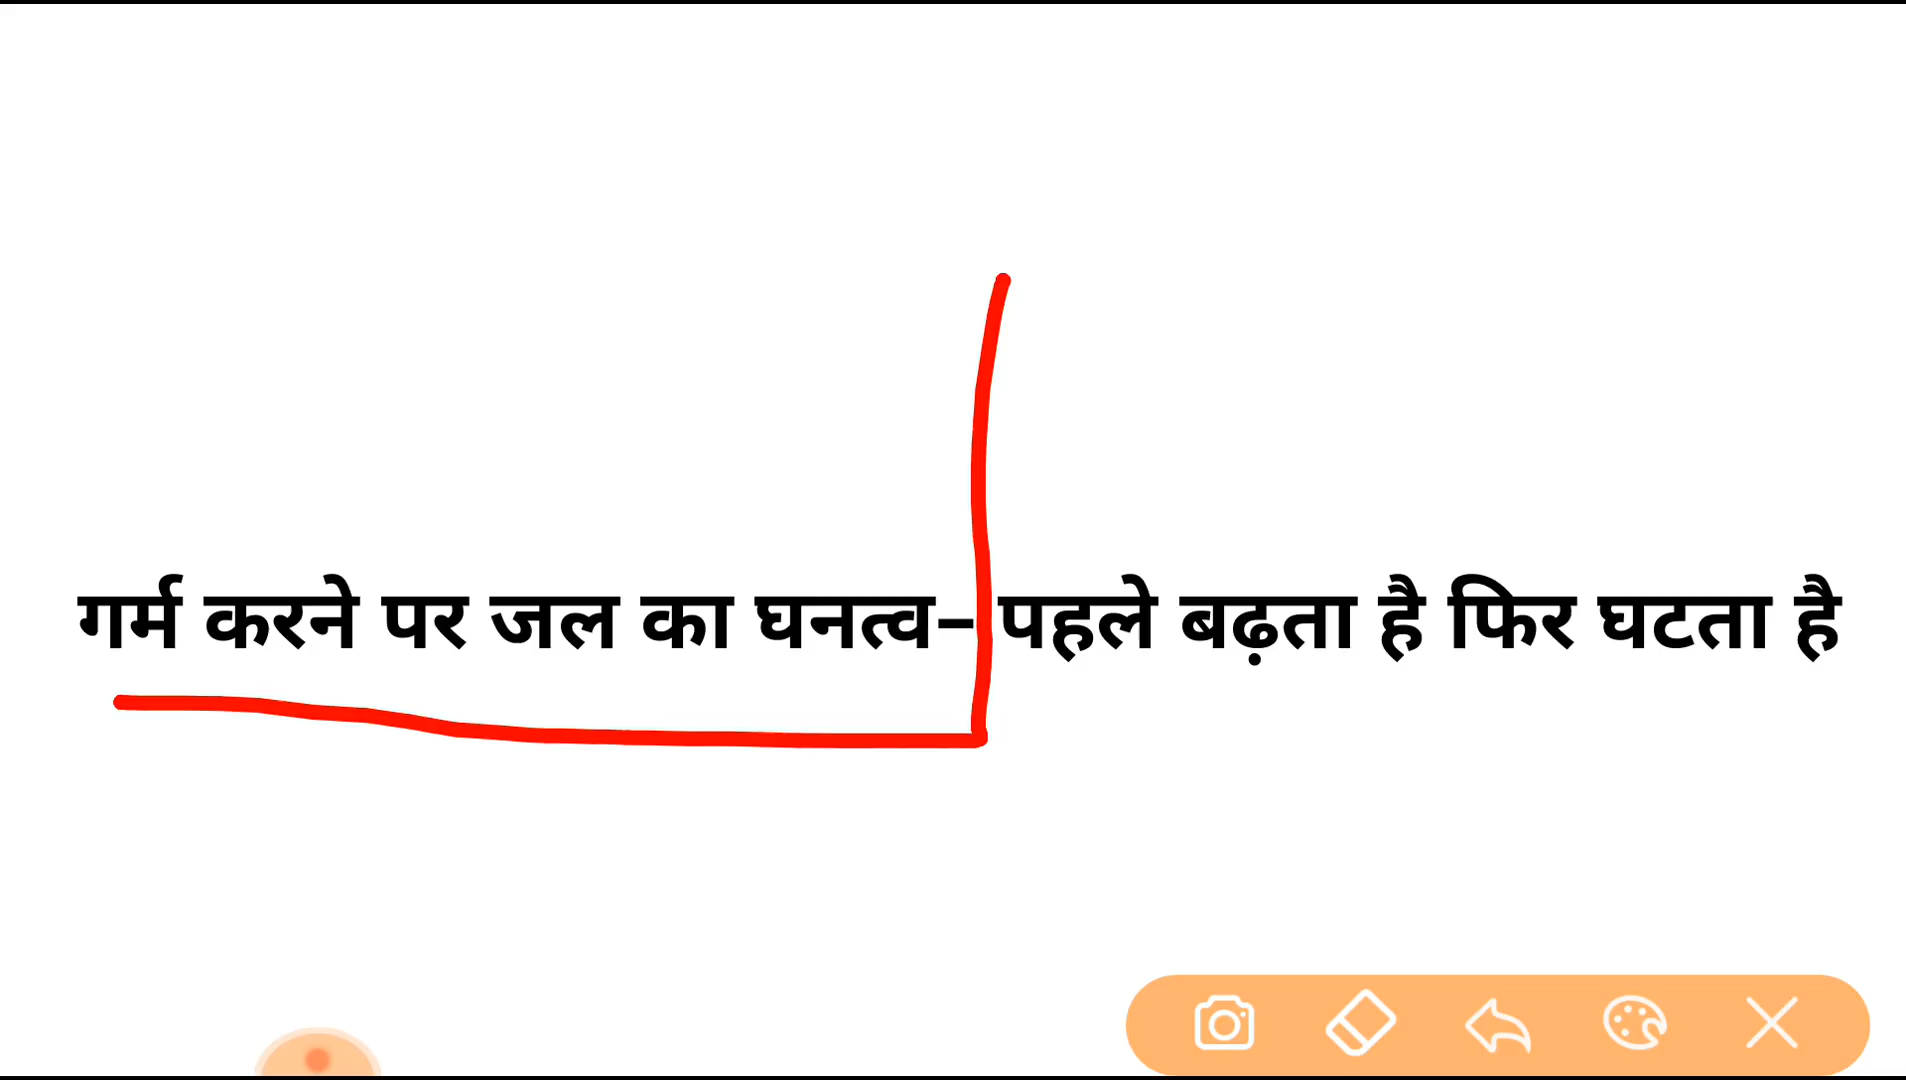 गर्म करने पर जल का घनत्व– पहले बढ़ता है फिर घटता है